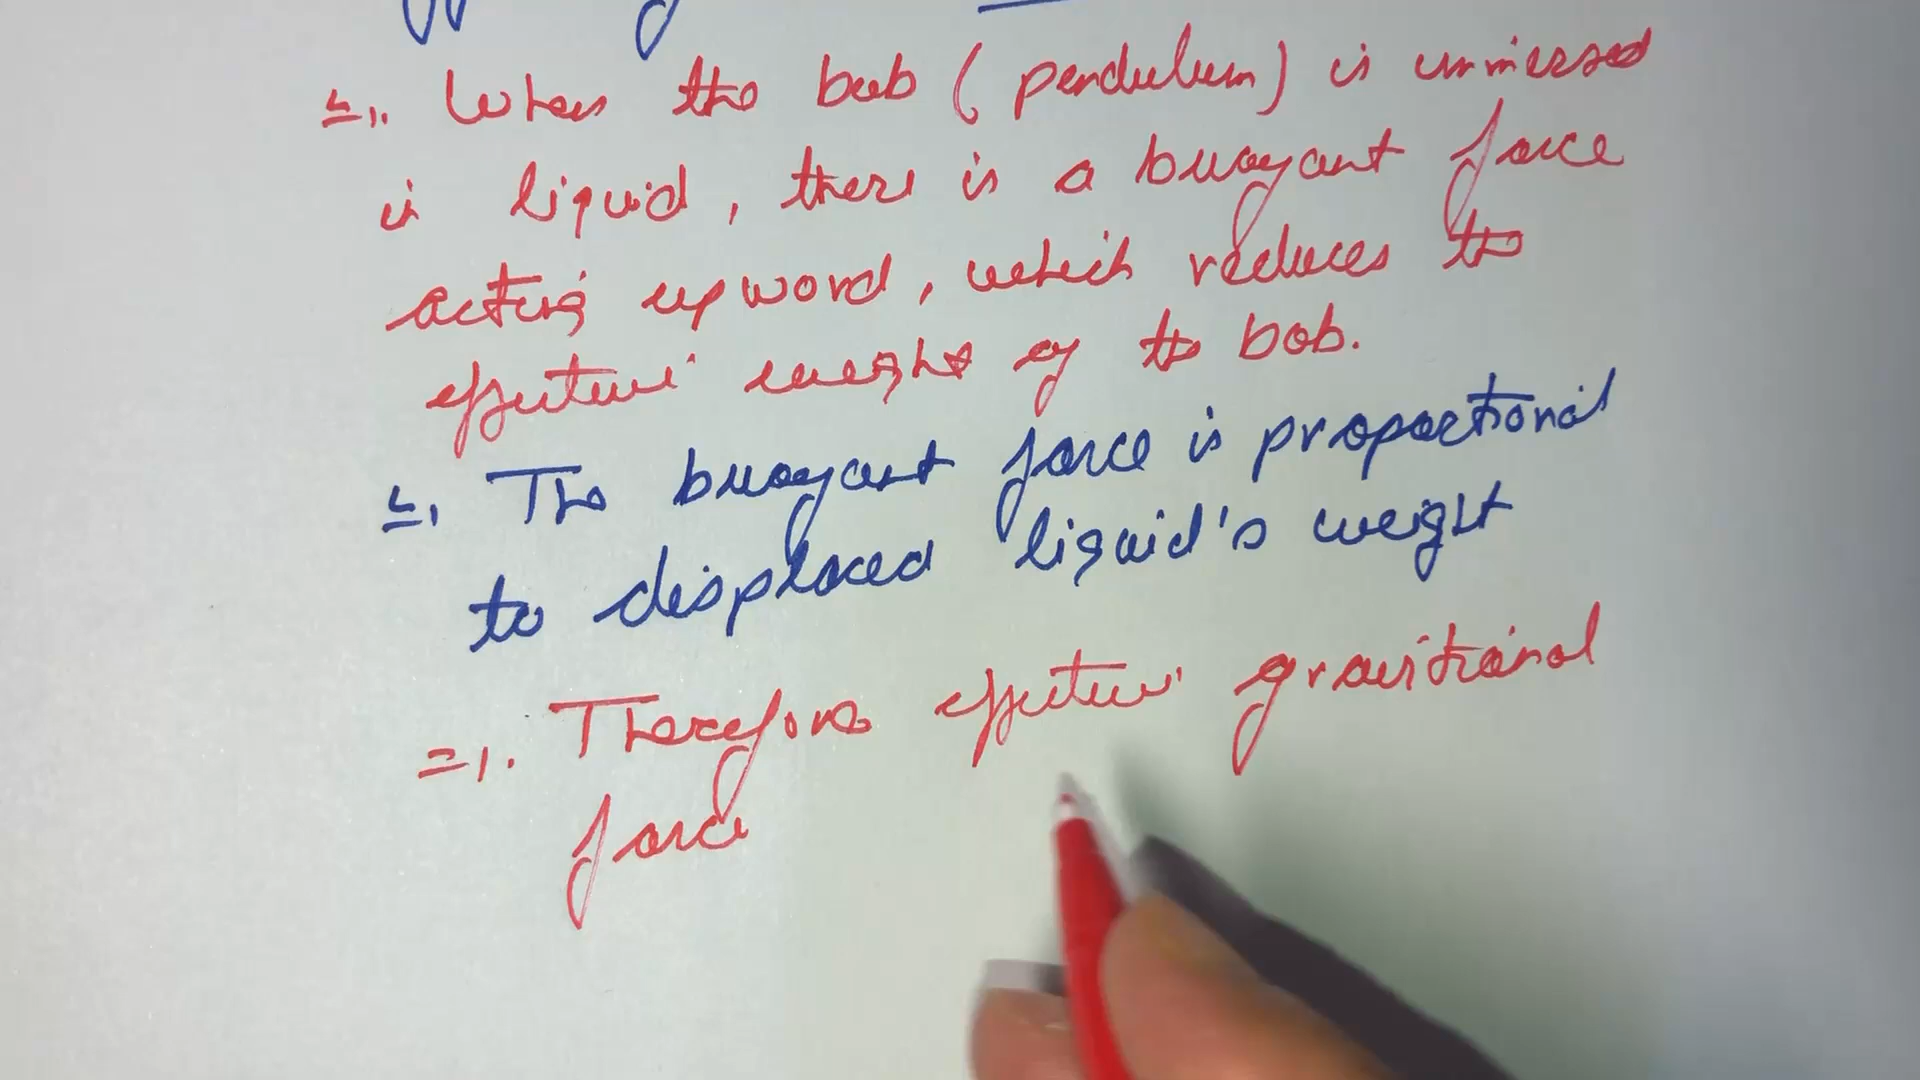 When the bob (pendulum) is immersed
in liquid, there is a buoyant force
acting upword, which reduces the
effective weight of the bob.
The buoyant force is proportional
to displaced liquid's weight
Therefore effective gravitional
force